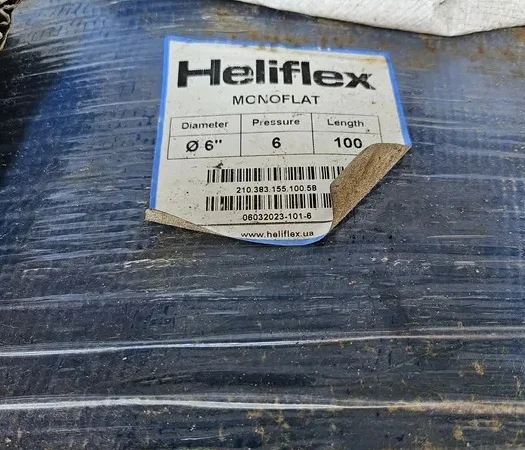 Heliflex
MONOFLAT
Diameter Pressure Length
Ø 6" 6 100
210.383.155.100.58
06032023-101-6
www.heliflex.ua